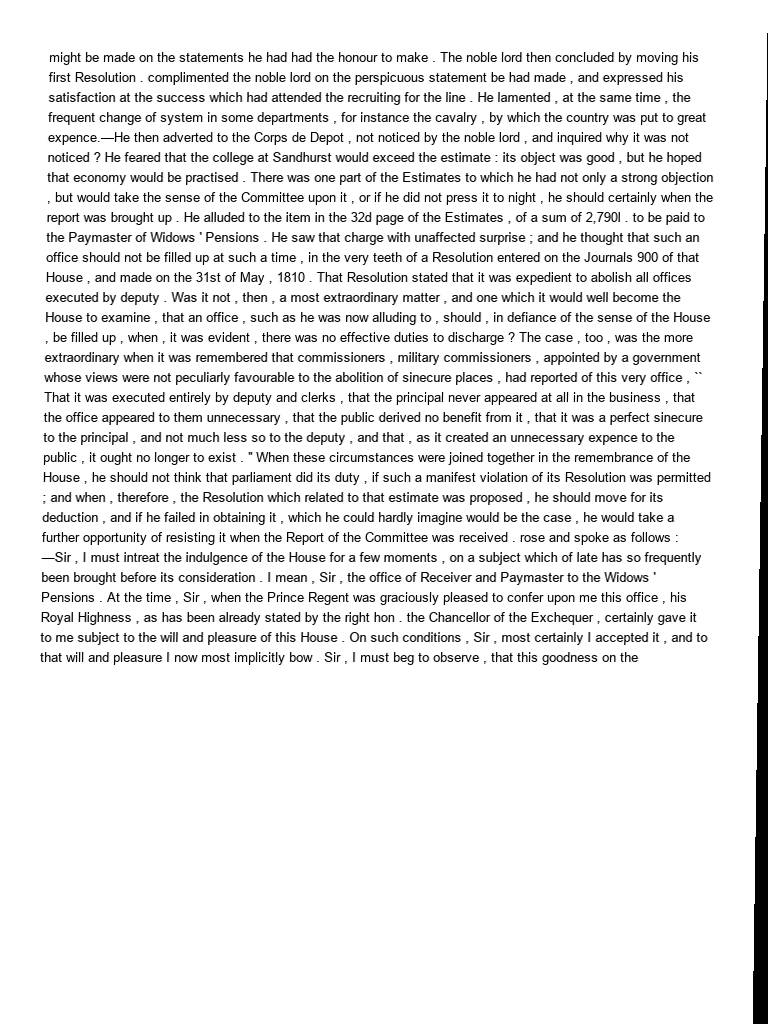 might be made on the statements he had had the honour to make . The noble lord then concluded by moving his
first Resolution . complimented the noble lord on the perspicuous statement be had made , and expressed his
satisfaction at the success which had attended the recruiting for the line . He lamented , at the same time , the
frequent change of system in some departments , for instance the cavalry , by which the country was put to great
expence.—He then adverted to the Corps de Depot , not noticed by the noble lord , and inquired why it was not
noticed ? He feared that the college at Sandhurst would exceed the estimate : its object was good , but he hoped
that economy would be practised . There was one part of the Estimates to which he had not only a strong objection
, but would take the sense of the Committee upon it , or if he did not press it to night , he should certainly when the
report was brought up . He alluded to the item in the 32d page of the Estimates , of a sum of 2,790l . to be paid to
the Paymaster of Widows ' Pensions . He saw that charge with unaffected surprise ; and he thought that such an
office should not be filled up at such a time , in the very teeth of a Resolution entered on the Journals 900 of that
House , and made on the 31st of May , 1810 . That Resolution stated that it was expedient to abolish all offices
executed by deputy . Was it not , then , a most extraordinary matter , and one which it would well become the
House to examine , that an office , such as he was now alluding to , should , in defiance of the sense of the House
, be filled up , when , it was evident , there was no effective duties to discharge ? The case , too , was the more
extraordinary when it was remembered that commissioners , military commissioners , appointed by a government
whose views were not peculiarly favourable to the abolition of sinecure places , had reported of this very office , ``
That it was executed entirely by deputy and clerks , that the principal never appeared at all in the business , that
the office appeared to them unnecessary , that the public derived no benefit from it , that it was a perfect sinecure
to the principal , and not much less so to the deputy , and that , as it created an unnecessary expence to the
public , it ought no longer to exist . " When these circumstances were joined together in the remembrance of the
House , he should not think that parliament did its duty , if such a manifest violation of its Resolution was permitted
; and when , therefore , the Resolution which related to that estimate was proposed , he should move for its
deduction , and if he failed in obtaining it , which he could hardly imagine would be the case , he would take a
further opportunity of resisting it when the Report of the Committee was received . rose and spoke as follows :
—Sir , I must intreat the indulgence of the House for a few moments , on a subject which of late has so frequently
been brought before its consideration . I mean , Sir , the office of Receiver and Paymaster to the Widows '
Pensions . At the time , Sir , when the Prince Regent was graciously pleased to confer upon me this office , his
Royal Highness , as has been already stated by the right hon . the Chancellor of the Exchequer , certainly gave it
to me subject to the will and pleasure of this House . On such conditions , Sir , most certainly I accepted it , and to
that will and pleasure I now most implicitly bow . Sir , I must beg to observe , that this goodness on the